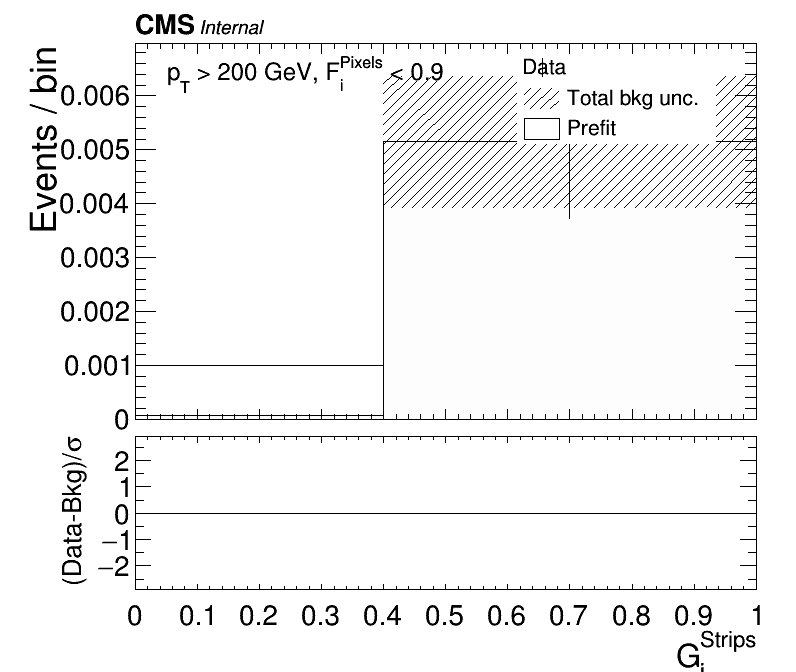 CMS Internal
p_T > 200 GeV, F_i^Pixels < 0.9
Data
Total bkg unc.
Prefit
Events / bin
0.006
0.005
0.004
0.003
0.002
0.001
0
(Data-Bkg)/σ
2
1
0
−1
−2
0 0.1 0.2 0.3 0.4 0.5 0.6 0.7 0.8 0.9 1
G_i^Strips